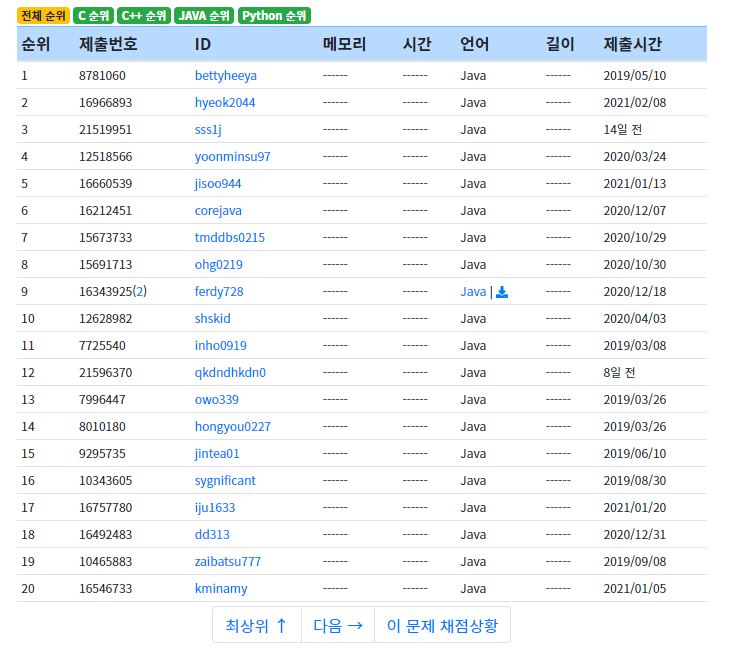 전체 순위 C 순위 C++ 순위 JAVA 순위 Python 순위
순위 제출번호 ID 메모리 시간 언어 길이 제출시간
1 8781060 bettyheeya ------ ------ Java ------ 2019/05/10
2 16966893 hyeok2044 ------ ------ Java ------ 2021/02/08
3 21519951 sss1j ------ ------ Java ------ 14일 전
4 12518566 yoonminsu97 ------ ------ Java ------ 2020/03/24
5 16660539 jisoo944 ------ ------ Java ------ 2021/01/13
6 16212451 corejava ------ ------ Java ------ 2020/12/07
7 15673733 tmddbs0215 ------ ------ Java ------ 2020/10/29
8 15691713 ohg0219 ------ ------ Java ------ 2020/10/30
9 16343925(2) ferdy728 ------ ------ Java | ------ 2020/12/18
10 12628982 shskid ------ ------ Java ------ 2020/04/03
11 7725540 inho0919 ------ ------ Java ------ 2019/03/08
12 21596370 qkdndhkdn0 ------ ------ Java ------ 8일 전
13 7996447 owo339 ------ ------ Java ------ 2019/03/26
14 8010180 hongyou0227 ------ ------ Java ------ 2019/03/26
15 9295735 jintea01 ------ ------ Java ------ 2019/06/10
16 10343605 sygnificant ------ ------ Java ------ 2019/08/30
17 16757780 iju1633 ------ ------ Java ------ 2021/01/20
18 16492483 dd313 ------ ------ Java ------ 2020/12/31
19 10465883 zaibatsu777 ------ ------ Java ------ 2019/09/08
20 16546733 kminamy ------ ------ Java ------ 2021/01/05
최상위 ↑ 다음 → 이 문제 채점상황